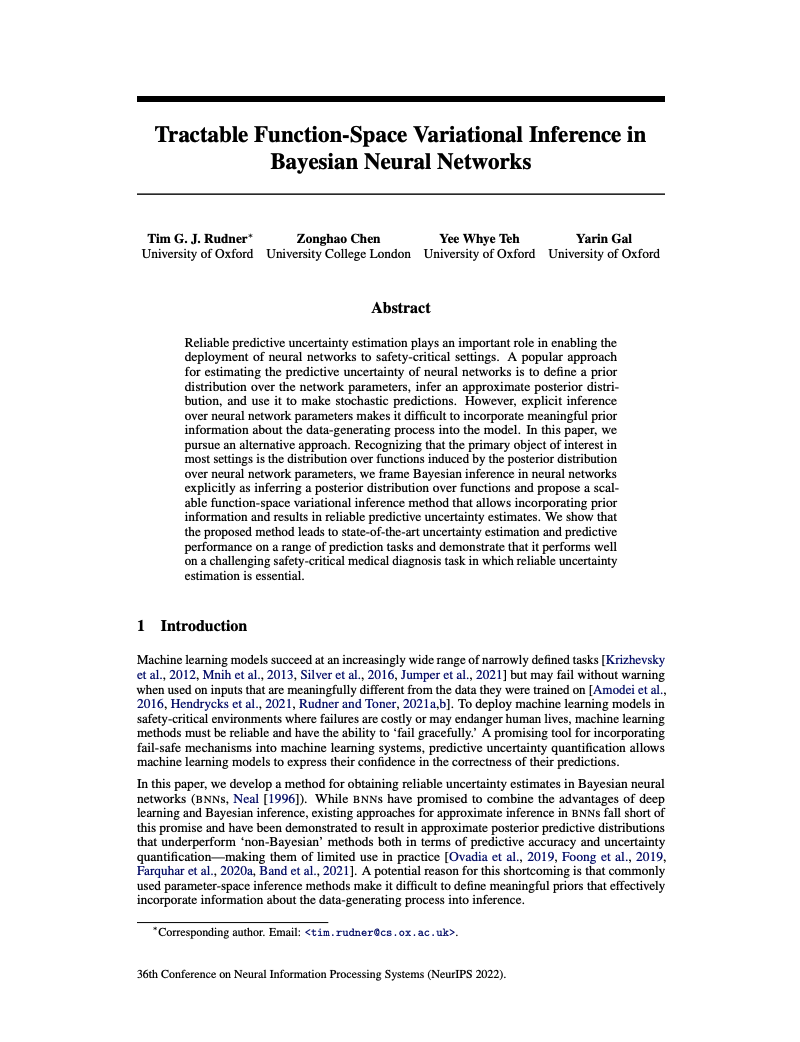 Tractable Function-Space Variational Inference in
Bayesian Neural Networks
Tim G. J. Rudner* Zonghao Chen Yee Whye Teh Yarin Gal
University of Oxford University College London University of Oxford University of Oxford
Abstract
Reliable predictive uncertainty estimation plays an important role in enabling the
deployment of neural networks to safety-critical settings. A popular approach
for estimating the predictive uncertainty of neural networks is to define a prior
distribution over the network parameters, infer an approximate posterior distri-
bution, and use it to make stochastic predictions. However, explicit inference
over neural network parameters makes it difficult to incorporate meaningful prior
information about the data-generating process into the model. In this paper, we
pursue an alternative approach. Recognizing that the primary object of interest in
most settings is the distribution over functions induced by the posterior distribution
over neural network parameters, we frame Bayesian inference in neural networks
explicitly as inferring a posterior distribution over functions and propose a scal-
able function-space variational inference method that allows incorporating prior
information and results in reliable predictive uncertainty estimates. We show that
the proposed method leads to state-of-the-art uncertainty estimation and predictive
performance on a range of prediction tasks and demonstrate that it performs well
on a challenging safety-critical medical diagnosis task in which reliable uncertainty
estimation is essential.
1 Introduction
Machine learning models succeed at an increasingly wide range of narrowly defined tasks [Krizhevsky
et al., 2012, Mnih et al., 2013, Silver et al., 2016, Jumper et al., 2021] but may fail without warning
when used on inputs that are meaningfully different from the data they were trained on [Amodei et al.,
2016, Hendrycks et al., 2021, Rudner and Toner, 2021a,b]. To deploy machine learning models in
safety-critical environments where failures are costly or may endanger human lives, machine learning
methods must be reliable and have the ability to ‘fail gracefully.’ A promising tool for incorporating
fail-safe mechanisms into machine learning systems, predictive uncertainty quantification allows
machine learning models to express their confidence in the correctness of their predictions.
In this paper, we develop a method for obtaining reliable uncertainty estimates in Bayesian neural
networks (BNNs, Neal [1996]). While BNNs have promised to combine the advantages of deep
learning and Bayesian inference, existing approaches for approximate inference in BNNs fall short of
this promise and have been demonstrated to result in approximate posterior predictive distributions
that underperform ‘non-Bayesian’ methods both in terms of predictive accuracy and uncertainty
quantification—making them of limited use in practice [Ovadia et al., 2019, Foong et al., 2019,
Farquhar et al., 2020a, Band et al., 2021]. A potential reason for this shortcoming is that commonly
used parameter-space inference methods make it difficult to define meaningful priors that effectively
incorporate information about the data-generating process into inference.
*Corresponding author. Email: <tim.rudner@cs.ox.ac.uk>.
36th Conference on Neural Information Processing Systems (NeurIPS 2022).